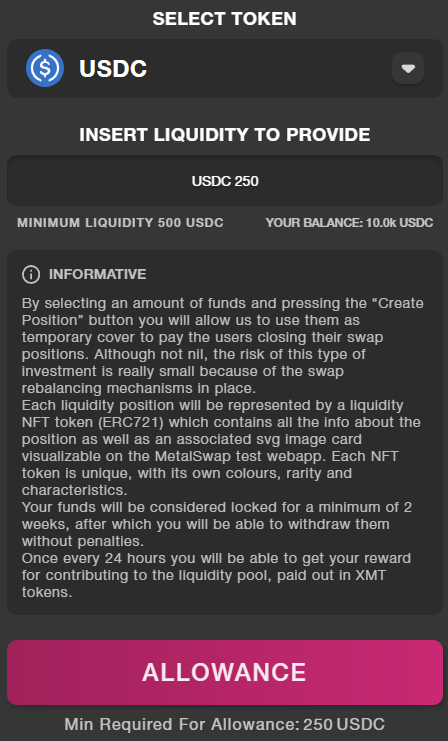 SELECT TOKEN
USDC
INSERT LIQUIDITY TO PROVIDE
USDC 250
MINIMUM LIQUIDITY 500 USDC YOUR BALANCE: 10.0k USDC
INFORMATIVE
By selecting an amount of funds and pressing the “Create
Position” button you will allow us to use them as
temporary cover to pay the users closing their swap
positions. Although not nil, the risk of this type of
investment is really small because of the swap
rebalancing mechanisms in place.
Each liquidity position will be represented by a liquidity
NFT token (ERC721) which contains all the info about the
position as well as an associated svg image card
visualizable on the MetalSwap test webapp. Each NFT
token is unique, with its own colours, rarity and
characteristics.
Your funds will be considered locked for a minimum of 2
weeks, after which you will be able to withdraw them
without penalties.
Once every 24 hours you will be able to get your reward
for contributing to the liquidity pool, paid out in XMT
tokens.
ALLOWANCE
Min Required For Allowance: 250 USDC